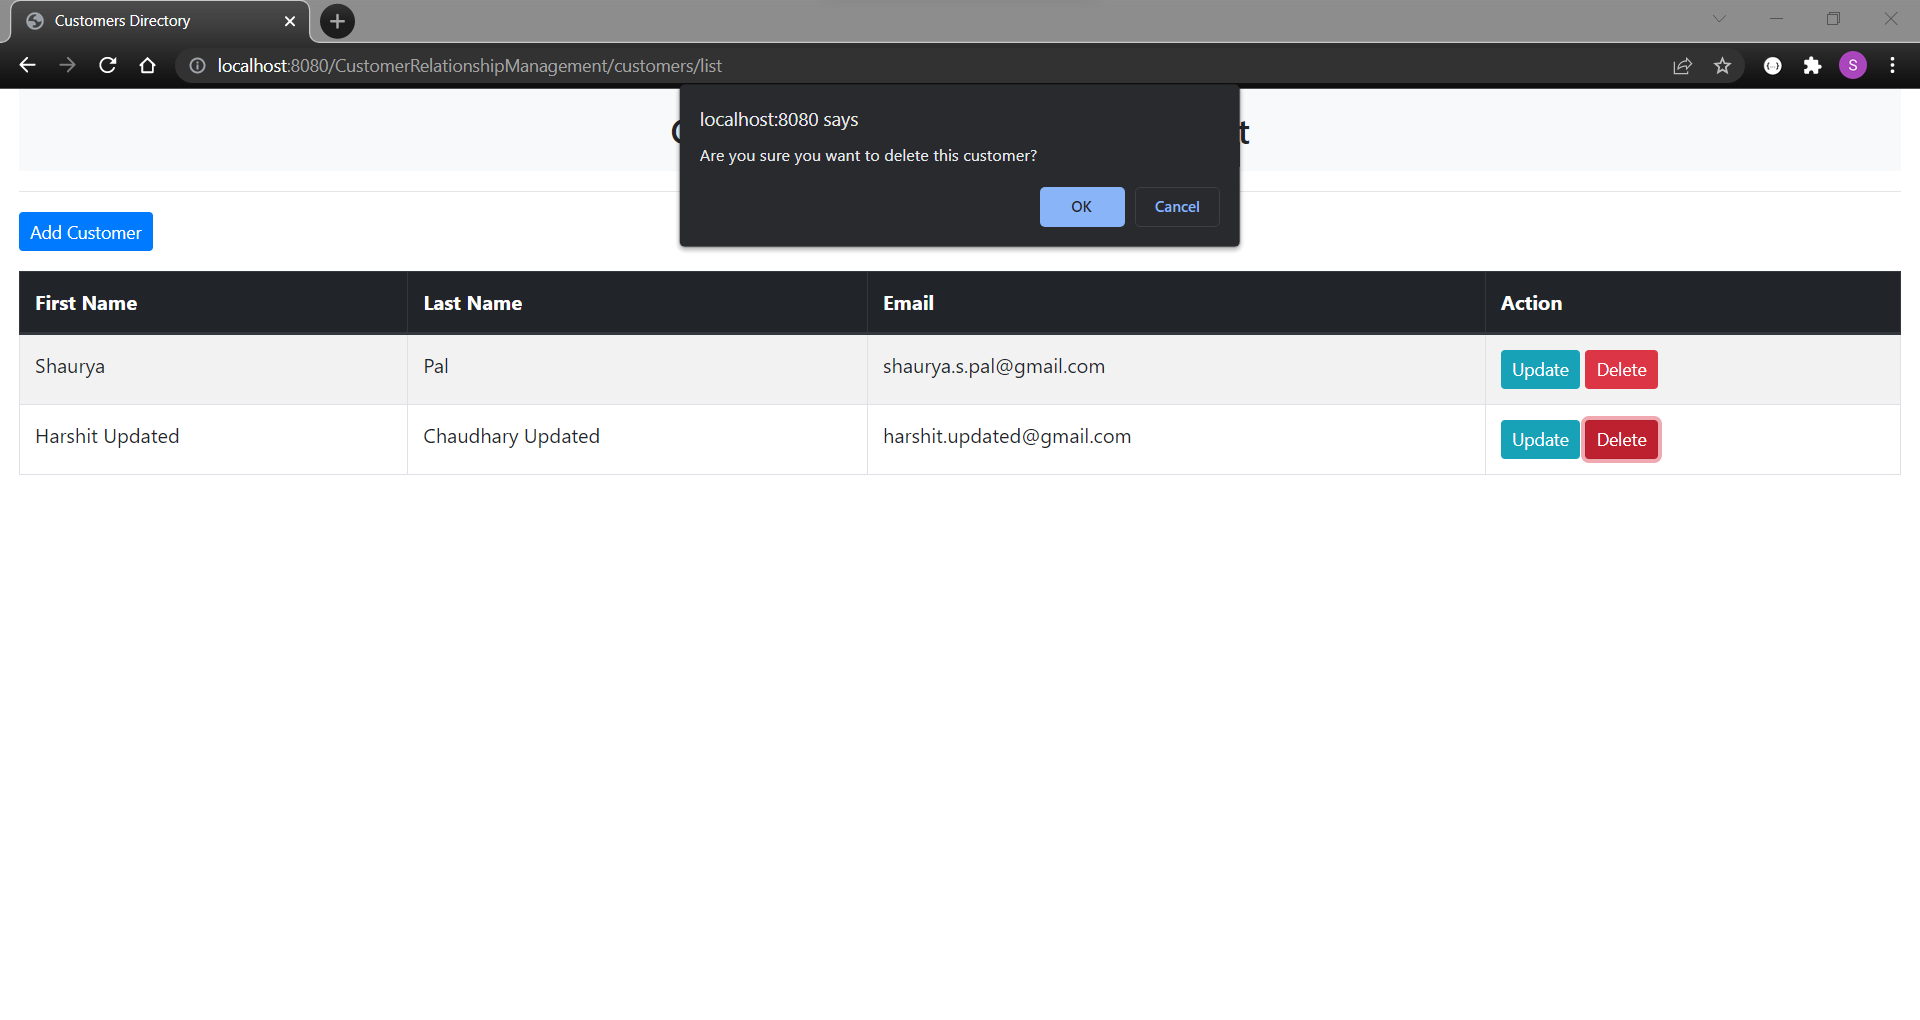 Customers Directory
localhost:8080/CustomerRelationshipManagement/customers/list
S
localhost:8080 says
Are you sure you want to delete this customer?
OK Cancel
Add Customer
First Name Last Name Email Action
Shaurya Pal shaurya.s.pal@gmail.com Update Delete
Harshit Updated Chaudhary Updated harshit.updated@gmail.com Update Delete